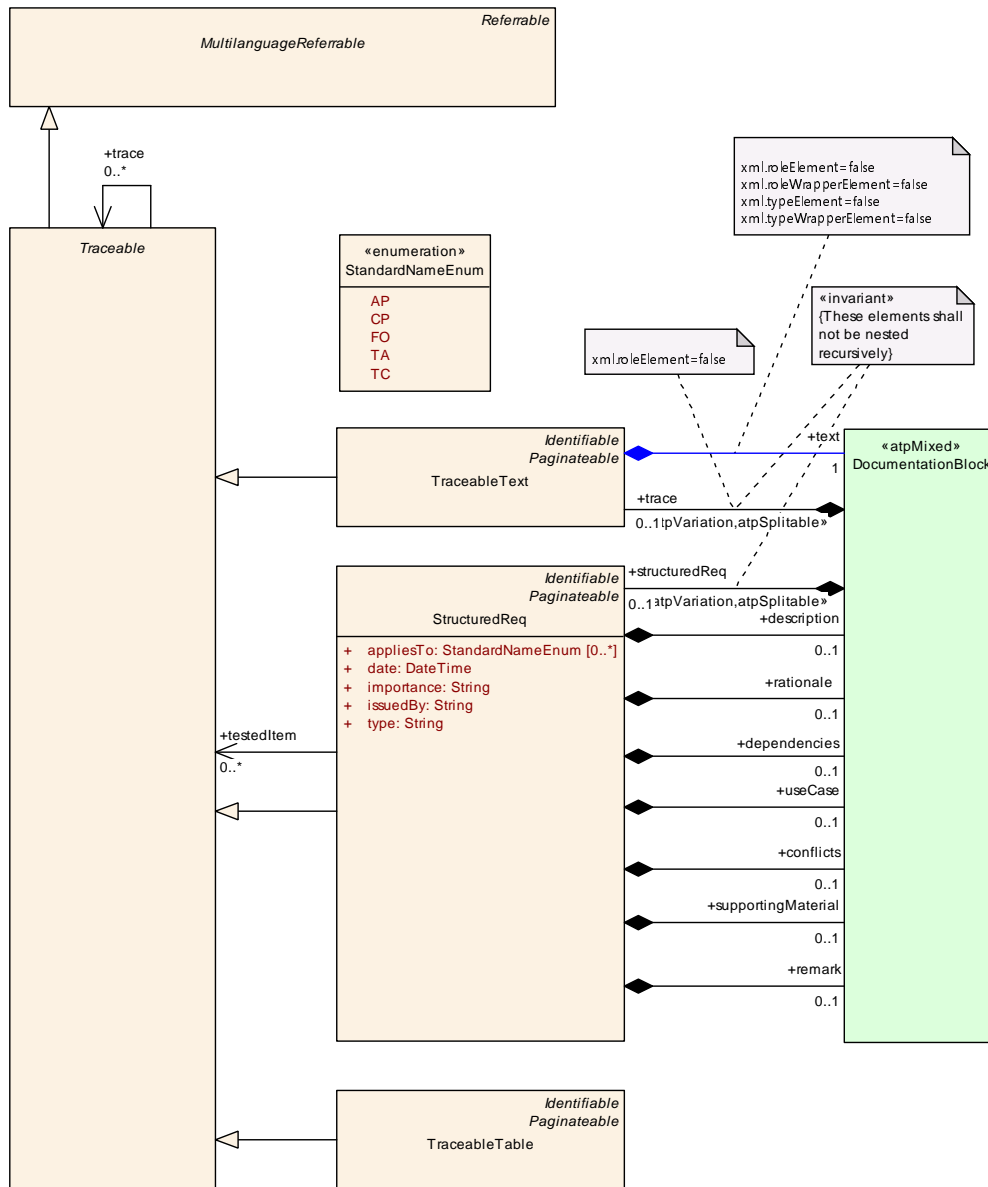 Referrable
MultilanguageReferrable
+trace
0..*
xml.roleElement=false
xml.roleWrapperElement=false
xml.typeElement=false
xml.typeWrapperElement=false
Traceable
«enumeration»
StandardNameEnum
AP
CP
FO
TA
TC
«invariant»
{These elements shall
not be nested
recursively}
xml.roleElement=false
Identifiable
Paginateable
TraceableText
+text
1
«atpMixed»
DocumentationBlock
+trace
0..1
tpVariation,atpSplitable»
Identifiable
Paginateable
StructuredReq
+structuredReq
0..1
atpVariation,atpSplitable»
+ appliesTo: StandardNameEnum [0..*]
+ date: DateTime
+ importance: String
+ issuedBy: String
+ type: String
+description
0..1
+rationale
0..1
+testedItem
0..*
+dependencies
0..1
+useCase
0..1
+conflicts
0..1
+supportingMaterial
0..1
+remark
0..1
Identifiable
Paginateable
TraceableTable